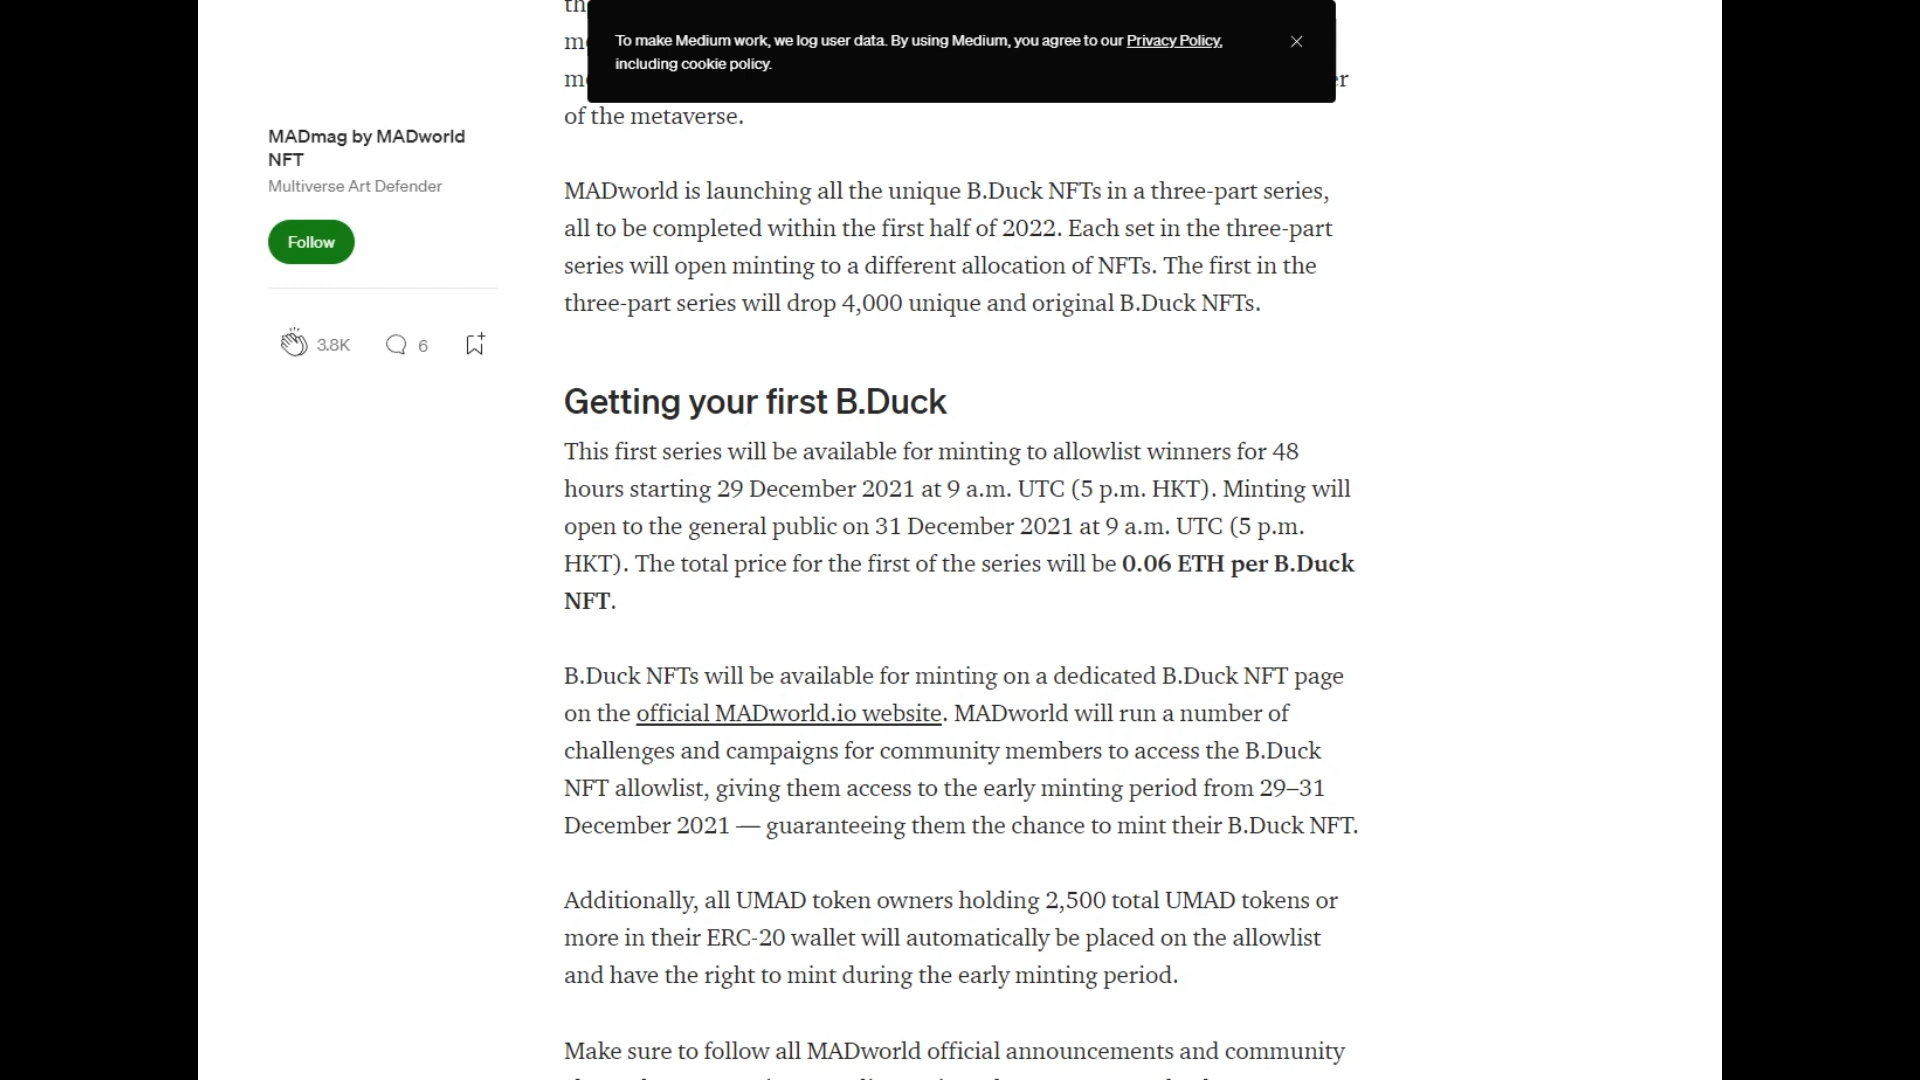 To make Medium work, we log user data. By using Medium, you agree to our Privacy Policy,
including cookie policy.
of the metaverse.
MADmag by MADworld
NFT
Multiverse Art Defender
Follow
3.8K
6
MADworld is launching all the unique B.Duck NFTs in a three-part series,
all to be completed within the first half of 2022. Each set in the three-part
series will open minting to a different allocation of NFTs. The first in the
three-part series will drop 4,000 unique and original B.Duck NFTs.
Getting your first B.Duck
This first series will be available for minting to allowlist winners for 48
hours starting 29 December 2021 at 9 a.m. UTC (5 p.m. HKT). Minting will
open to the general public on 31 December 2021 at 9 a.m. UTC (5 p.m.
HKT). The total price for the first of the series will be 0.06 ETH per B.Duck
NFT.
B.Duck NFTs will be available for minting on a dedicated B.Duck NFT page
on the official MADworld.io website. MADworld will run a number of
challenges and campaigns for community members to access the B.Duck
NFT allowlist, giving them access to the early minting period from 29–31
December 2021 — guaranteeing them the chance to mint their B.Duck NFT.
Additionally, all UMAD token owners holding 2,500 total UMAD tokens or
more in their ERC-20 wallet will automatically be placed on the allowlist
and have the right to mint during the early minting period.
Make sure to follow all MADworld official announcements and community